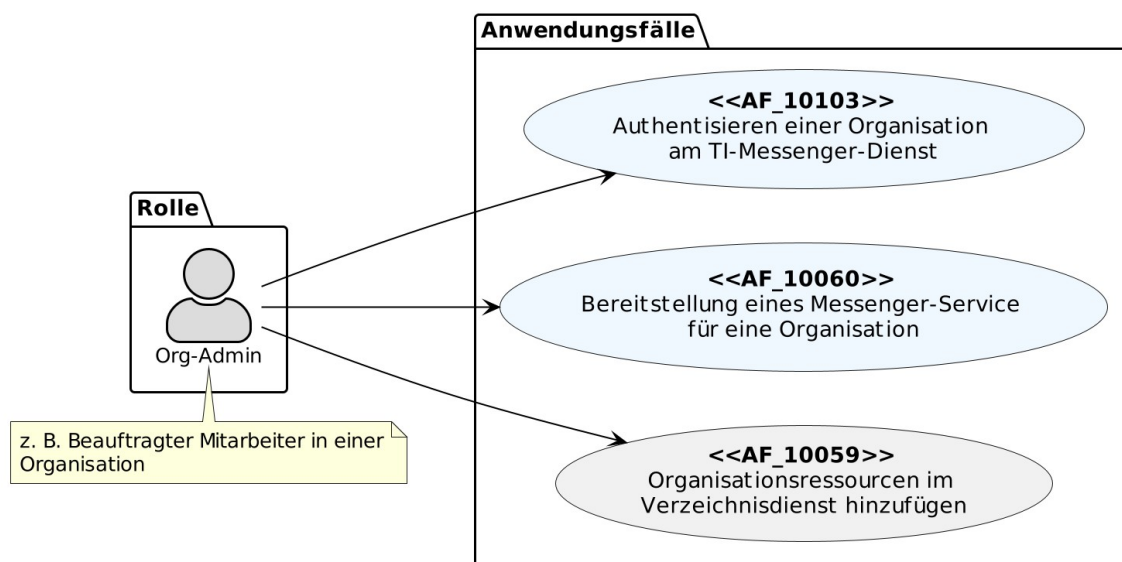 Anwendungsfälle
<<AF_10103>>
Authentisieren einer Organisation
am TI-Messenger-Dienst
Rolle
Org-Admin
<<AF_10060>>
Bereitstellung eines Messenger-Service
für eine Organisation
z. B. Beauftragter Mitarbeiter in einer
Organisation
<<AF_10059>>
Organisationsressourcen im
Verzeichnisdienst hinzufügen